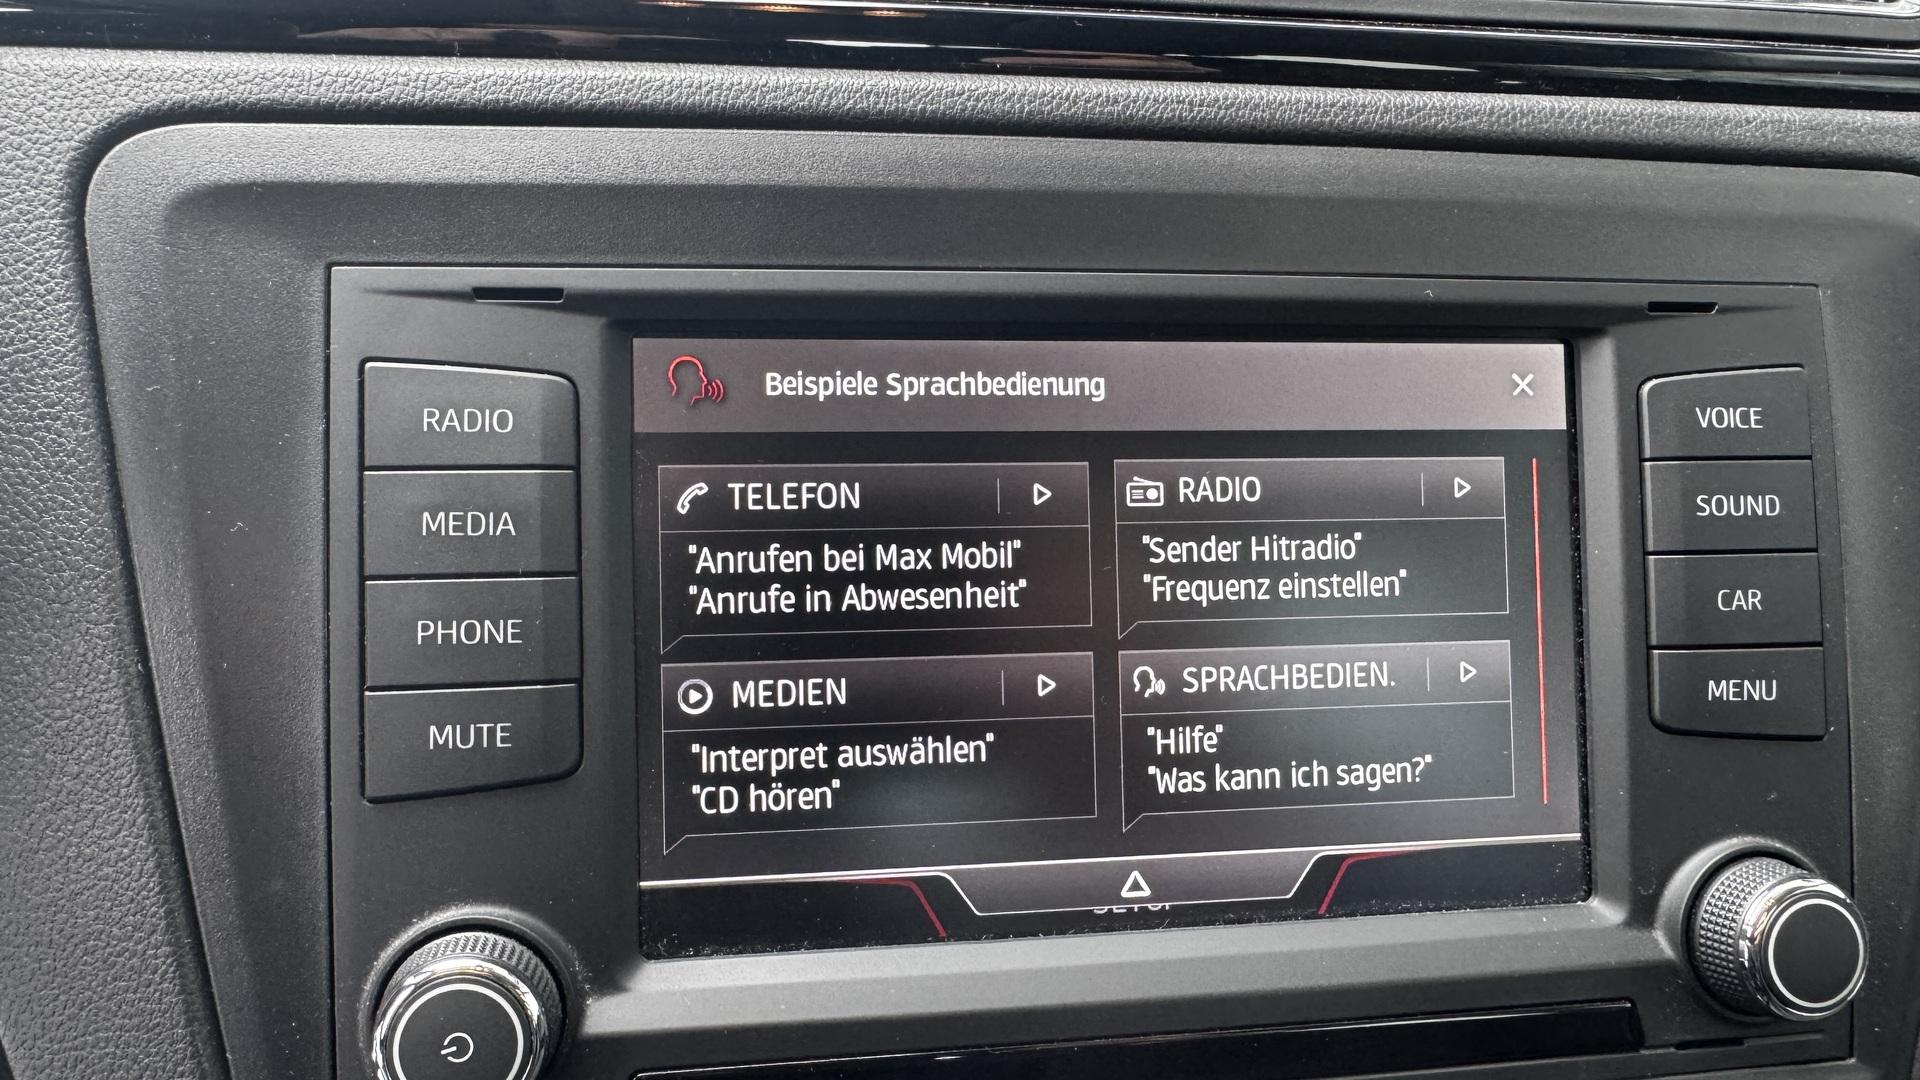 Beispiele Sprachbedienung
RADIO
MEDIA
PHONE
MUTE
TELEFON
"Anrufen bei Max Mobil"
"Anrufe in Abwesenheit"
RADIO
"Sender Hitradio"
"Frequenz einstellen"
MEDIEN
"Interpret auswählen"
"CD hören"
SPRACHBEDIEN.
"Hilfe"
"Was kann ich sagen?"
VOICE
SOUND
CAR
MENU